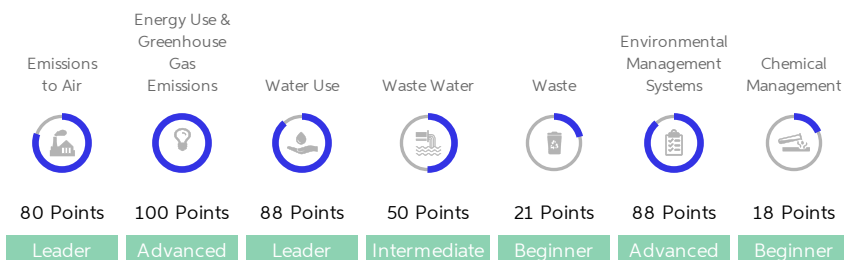 Emissions
to Air
Energy Use &
Greenhouse
Gas
Emissions
Water Use
Waste Water
Waste
Environmental
Management
Systems
Chemical
Management
80 Points
100 Points
88 Points
50 Points
21 Points
88 Points
18 Points
Leader
Advanced
Leader
Intermediate
Beginner
Advanced
Beginner